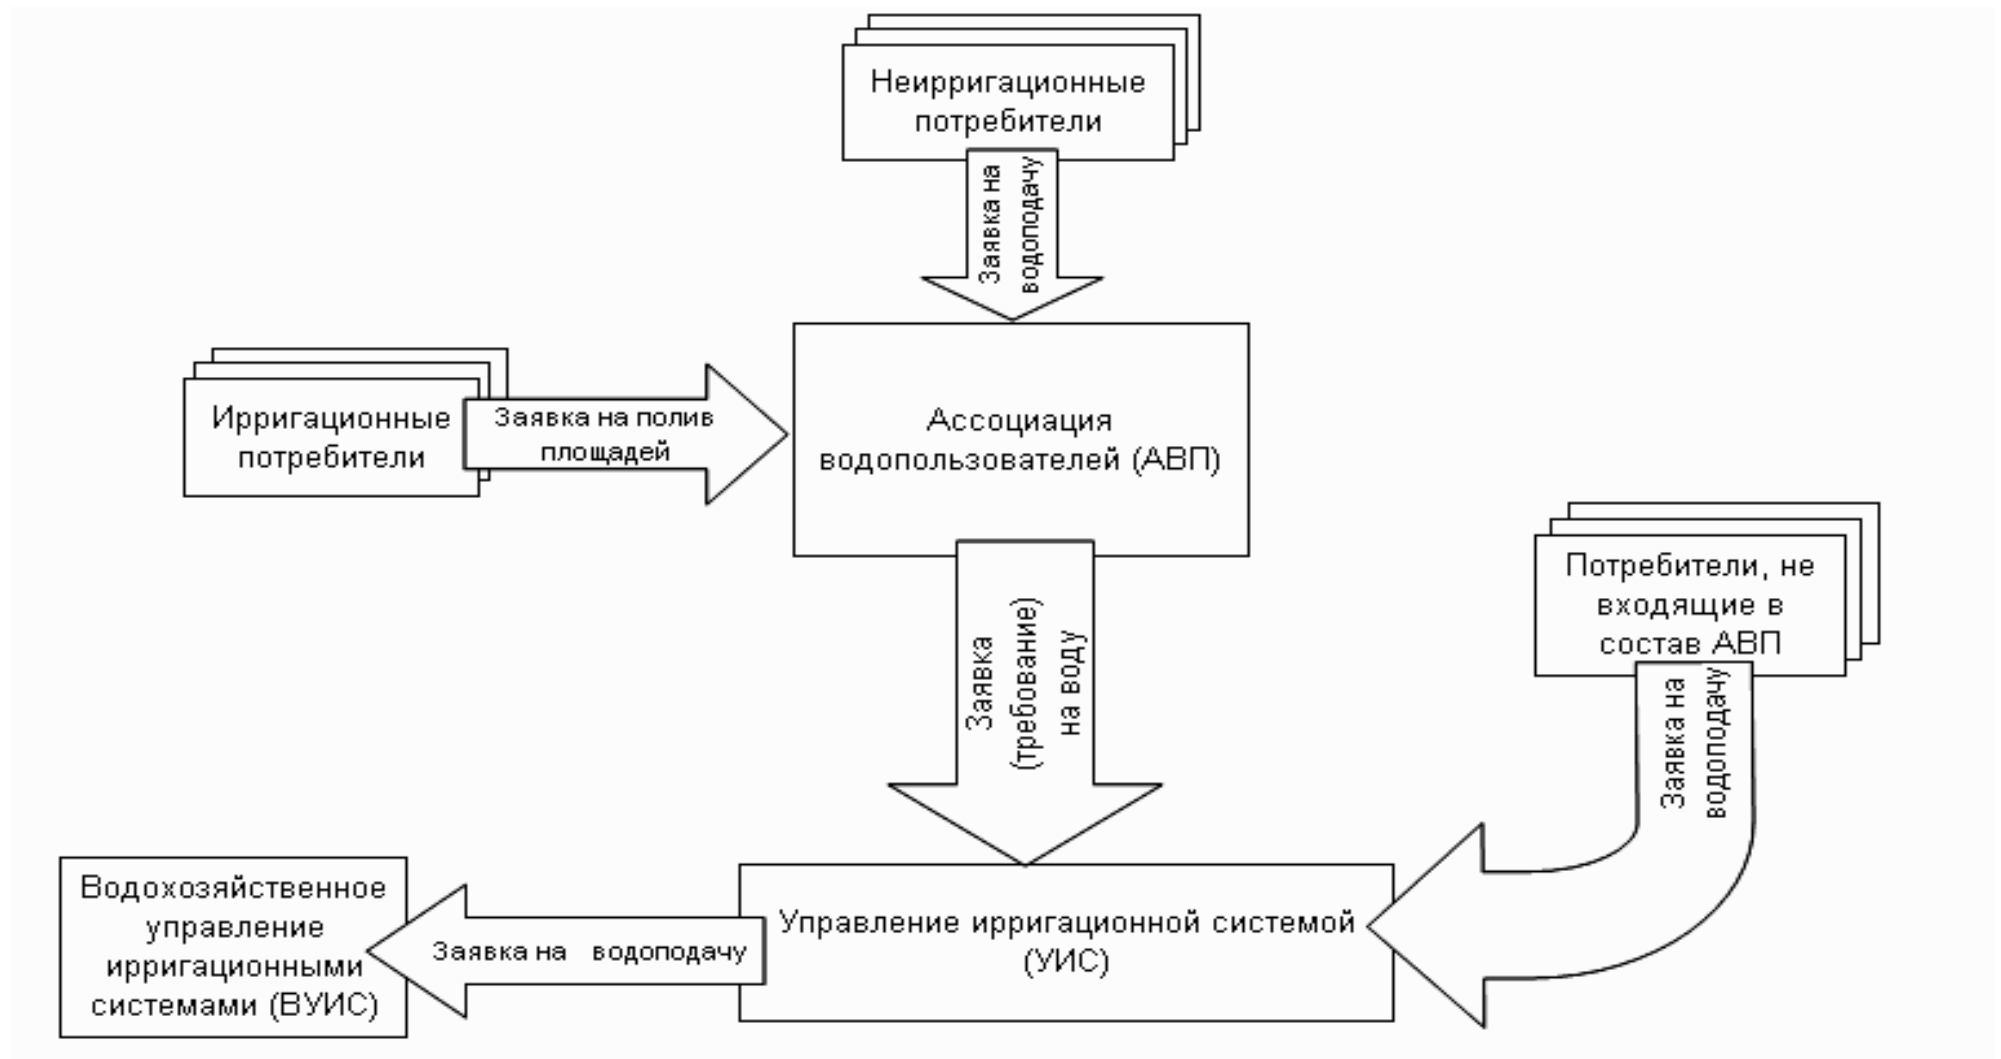 Неирригационные
потребители
Заявка на
водоподачу
Ирригационные
потребители
Заявка на полив
площадей
Ассоциация
водопользователей (АВП)
Потребители, не
входящие в
состав АВП
Заявка
(требование)
на воду
Заявка на
водоподачу
Водохозяйственное
управление
ирригационными
системами (ВУИС)
Заявка на водоподачу
Управление ирригационной системой
(УИС)